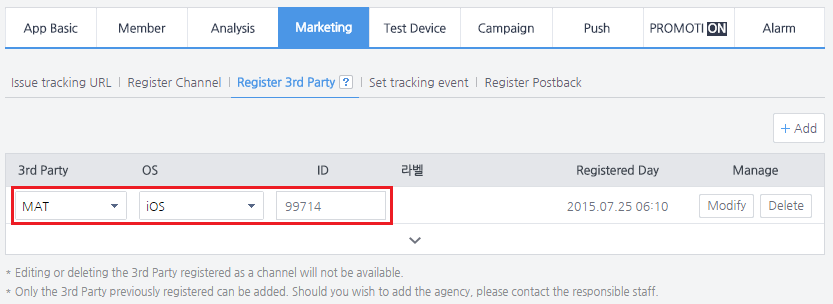 App Basic Member Analysis Marketing Test Device Campaign Push PROMOTI ON Alarm
Issue tracking URL | Register Channel | Register 3rd Party ? | Set tracking event | Register Postback
+ Add
3rd Party OS ID 라벨 Registered Day Manage
MAT iOS 99714 2015.07.25 06:10 Modify Delete
* Editing or deleting the 3rd Party registered as a channel will not be available.
* Only the 3rd Party previously registered can be added. Should you wish to add the agency, please contact the responsible staff.